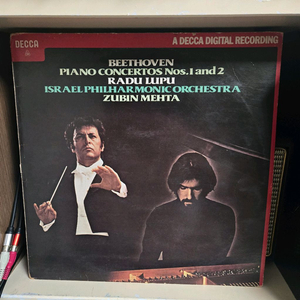 DECCA
A DECCA DIGITAL RECORDING
BEETHOVEN
PIANO CONCERTOS Nos. 1 and 2
RADU LUPU
ISRAEL PHILHARMONIC ORCHESTRA
ZUBIN MEHTA